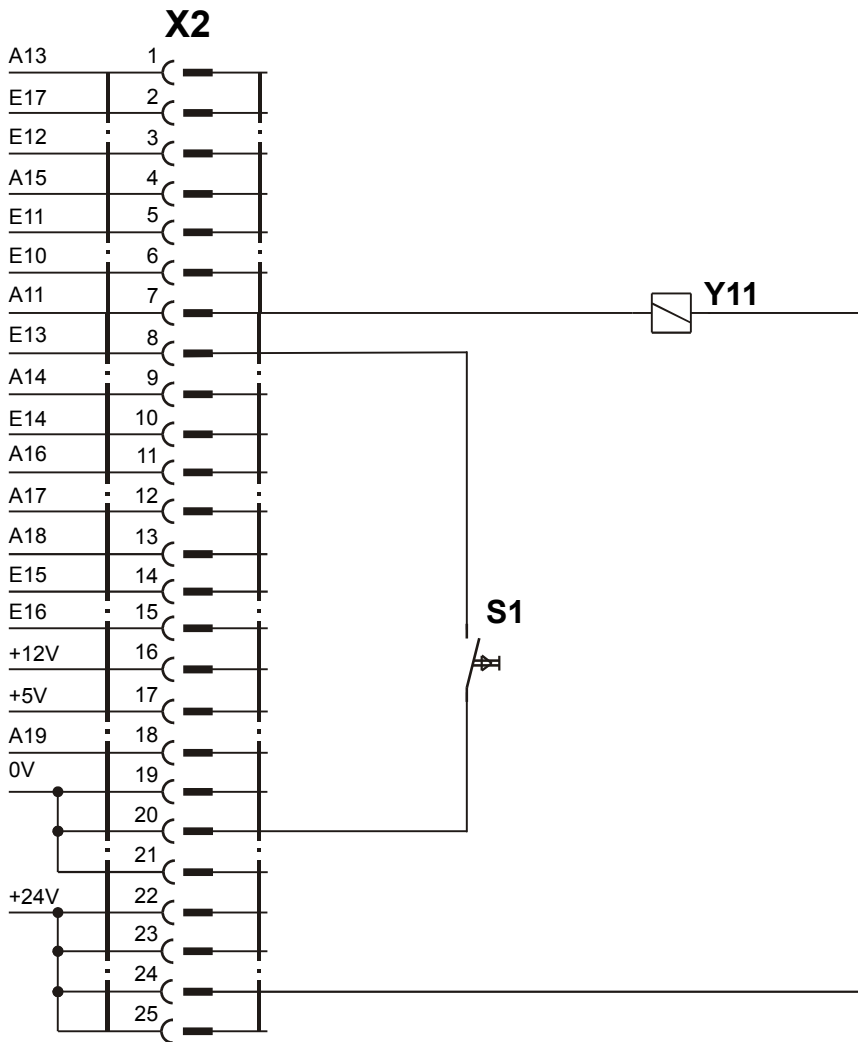 X2
A13 1
E17 2
E12 3
A15 4
E11 5
E10 6
A11 7 Y11
E13 8
A14 9
E14 10
A16 11
A17 12
A18 13
E15 14
E16 15 S1
+12V 16
+5V 17
A19 18
0V 19
20
21
+24V 22
23
24
25